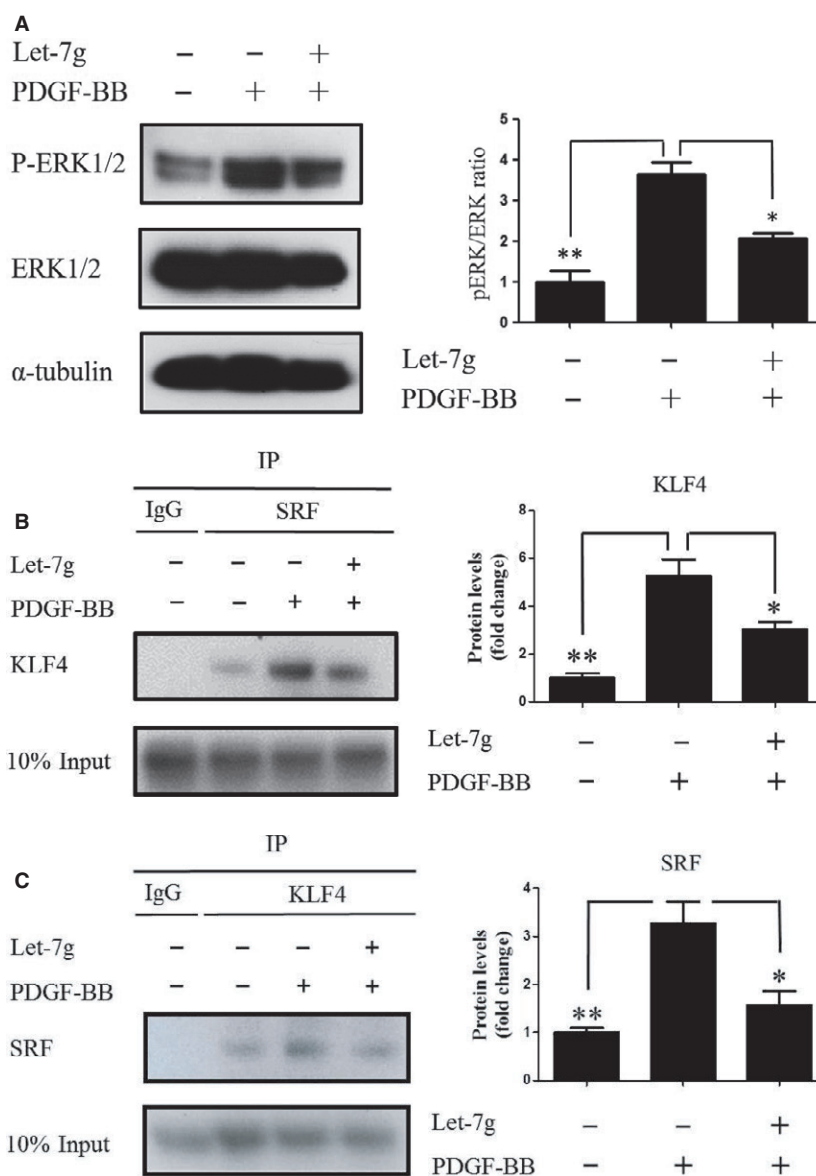 A
Let-7g – – +
PDGF-BB – + +
P-ERK1/2
ERK1/2
α-tubulin
pERK/ERK ratio
5
4
3
2
1
0
** *
Let-7g – – +
PDGF-BB – + +
B
IP
IgG SRF
Let-7g – – – +
PDGF-BB – – + +
KLF4
10% Input
KLF4
Protein levels
(fold change)
8
6
4
2
0
** *
Let-7g – – +
PDGF-BB – + +
C
IP
IgG KLF4
Let-7g – – – +
PDGF-BB – – + +
SRF
10% Input
SRF
Protein levels
(fold change)
4
3
2
1
0
** *
Let-7g – – +
PDGF-BB – + +